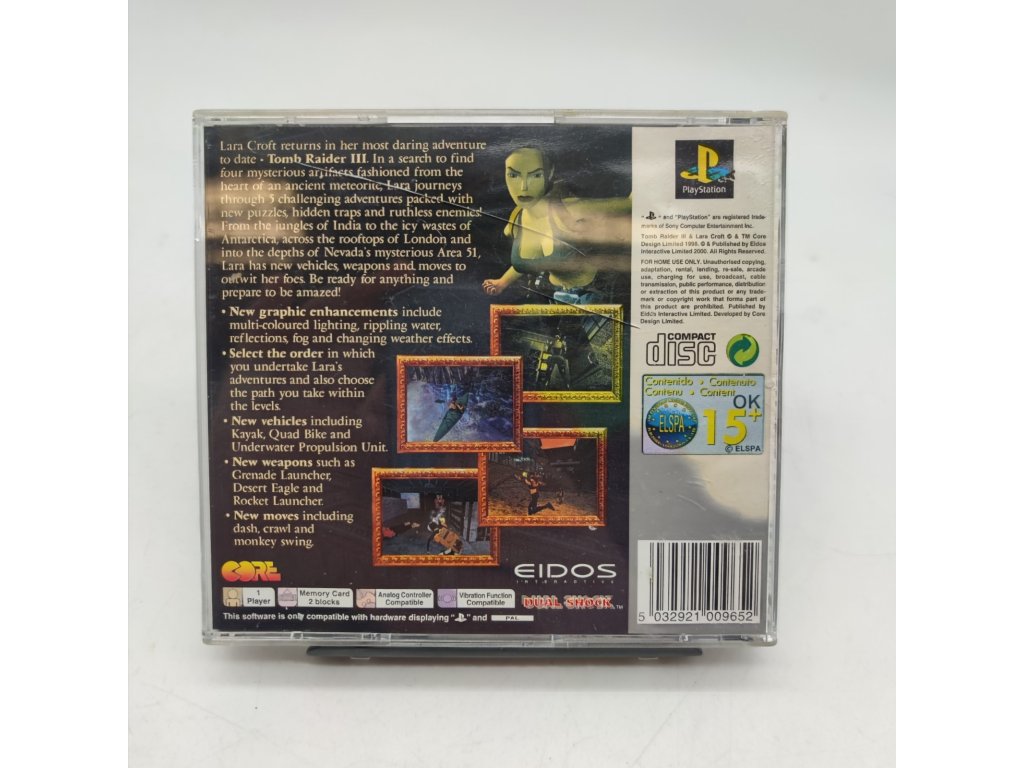 Lara Croft returns in her most daring adventure
to date - Tomb Raider III. In a search to find
four mysterious artifacts fashioned from the
heart of an ancient meteorite, Lara journeys
through 5 challenging adventures packed with
new puzzles, hidden traps and ruthless enemies!
From the jungles of India to the icy wastes of
Antarctica, across the rooftops of London and
into the depths of Nevada's mysterious Area 51,
Lara has new vehicles, weapons and moves to
outwit her foes. Be ready for anything and
prepare to be amazed!
• New graphic enhancements include
multi-coloured lighting, rippling water,
reflections, fog and changing weather effects.
• Select the order in which
you undertake Lara's
adventures and also choose
the path you take within
the levels.
• New vehicles including
Kayak, Quad Bike and
Underwater Propulsion Unit.
• New weapons such as
Grenade Launcher,
Desert Eagle and
Rocket Launcher.
• New moves including
dash, crawl and
monkey swing.
CORE
EIDOS
INTERACTIVE
1
Player
Memory Card
2 blocks
Analog Controller
Compatible
Vibration Function
Compatible
DUAL SHOCK™
This software is only compatible with hardware displaying " " and PAL
PlayStation
" " and "PlayStation" are registered trade-
marks of Sony Computer Entertainment Inc.
Tomb Raider III & Lara Croft © & TM Core
Design Limited 1998. © & Published by Eidos
Interactive Limited 2000. All Rights Reserved.
FOR HOME USE ONLY. Unauthorised copying,
adaptation, rental, lending, re-sale, arcade
use, charging for use, broadcast, cable
transmission, public performance, distribution
or extraction of this product or any trade-
mark or copyright work that forms part of
this product are prohibited. Published by
Eidos Interactive Limited. Developed by Core
Design Limited.
COMPACT
disc
Contenido • Contenuto
Contenu • Content
ELSPA
OK
15+
© ELSPA
5 032921 009652